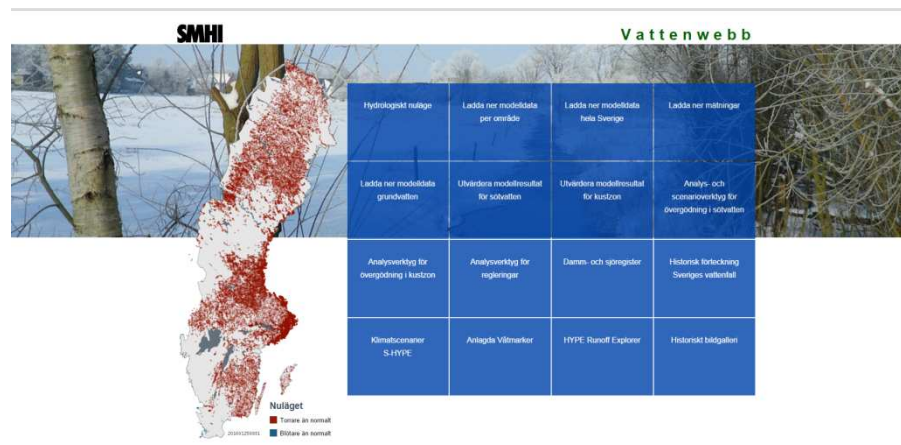 SMHI
Vattenwebb
Hydrologiskt nuläge
Ladda ner modelldata
per område
Ladda ner modelldata
hela Sverige
Ladda ner mätningar
Ladda ner modelldata
grundvatten
Utvärdera modellresultat
för sötvatten
Utvärdera modellresultat
för kustzon
Analys- och
scenarioverktyg för
övergödning i sötvatten
Analysverktyg för
övergödning i kustzon
Analysverktyg för
regleringar
Damm- och sjöregister
Historisk förteckning
Sveriges vattenfall
Klimatscenarier
S-HYPE
Anlagda Våtmarker
HYPE Runoff Explorer
Historiskt bildgalleri
Nuläget
Torrare än normalt
Blötare än normalt